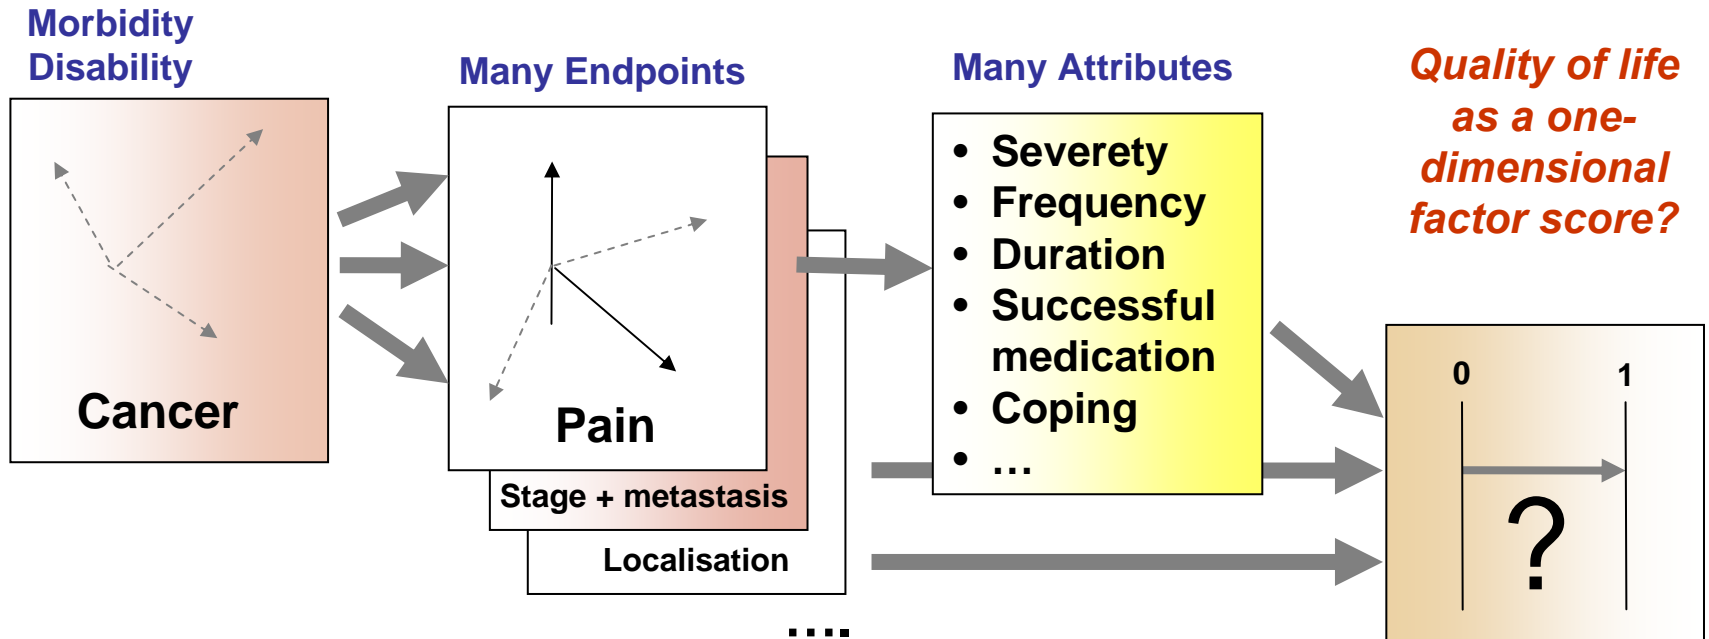 Morbidity
Disability
Cancer
Many Endpoints
Pain
Stage + metastasis
Localisation
....
Many Attributes
• Severety
• Frequency
• Duration
• Successful
medication
• Coping
• …
Quality of life
as a one-
dimensional
factor score?
0 1
?